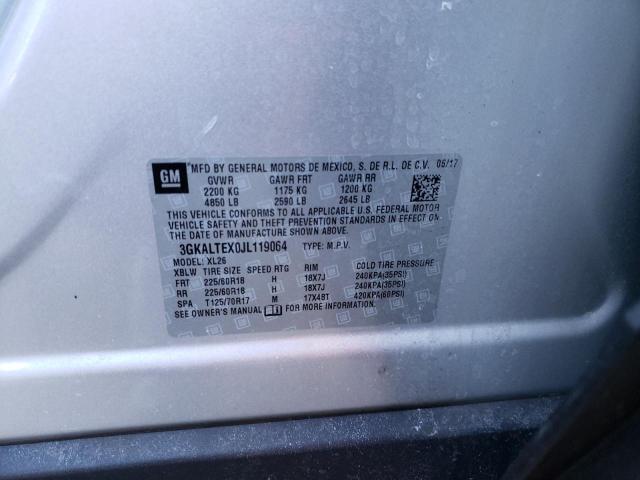 GM
MFD BY GENERAL MOTORS DE MEXICO, S. DE R.L. DE C.V. 06/17
GVWR GAWR FRT GAWR RR
2200 KG 1175 KG 1200 KG
4850 LB 2590 LB 2645 LB
THIS VEHICLE CONFORMS TO ALL APPLICABLE U.S. FEDERAL MOTOR
VEHICLE SAFETY AND THEFT PREVENTION STANDARDS IN EFFECT ON
THE DATE OF MANUFACTURE SHOWN ABOVE.
3GKALTEX0JL119064 TYPE: M.P.V.
MODEL: XL26
XBLW TIRE SIZE SPEED RTG RIM COLD TIRE PRESSURE
FRT 225/60R18 H 18X7J 240KPA(35PSI)
RR 225/60R18 H 18X7J 240KPA(35PSI)
SPA T125/70R17 M 17X4BT 420KPA(60PSI)
SEE OWNER'S MANUAL FOR MORE INFORMATION.